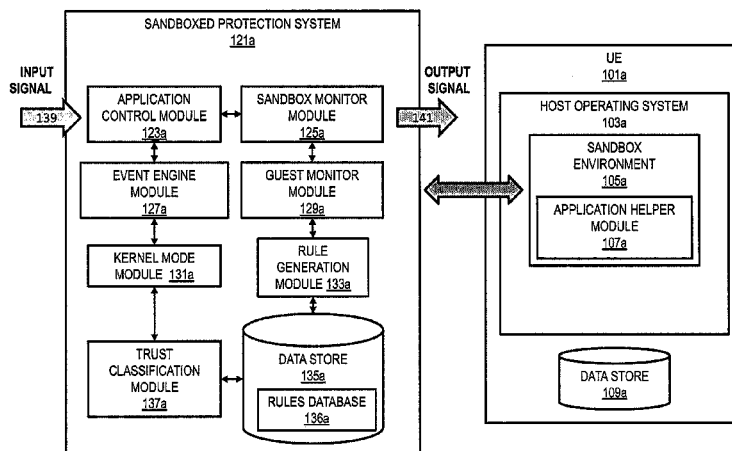 SANDBOXED PROTECTION SYSTEM
121a
INPUT
SIGNAL
139
APPLICATION
CONTROL MODULE
123a
SANDBOX MONITOR
MODULE
125a
EVENT ENGINE
MODULE
127a
GUEST MONITOR
MODULE
129a
KERNEL MODE
MODULE 131a
RULE
GENERATION
MODULE 133a
TRUST
CLASSIFICATION
MODULE
137a
DATA STORE
135a
RULES DATABASE
136a
OUTPUT
SIGNAL
141
UE
101a
HOST OPERATING SYSTEM
103a
SANDBOX
ENVIRONMENT
105a
APPLICATION HELPER
MODULE
107a
DATA STORE
109a